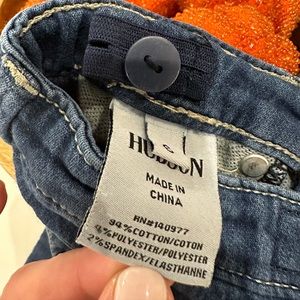 HUDSON
MADE IN
CHINA
RN#140977
94%COTTON/COTON
4%POLYESTER/POLYESTER
2%SPANDEX/ELASTHANNE